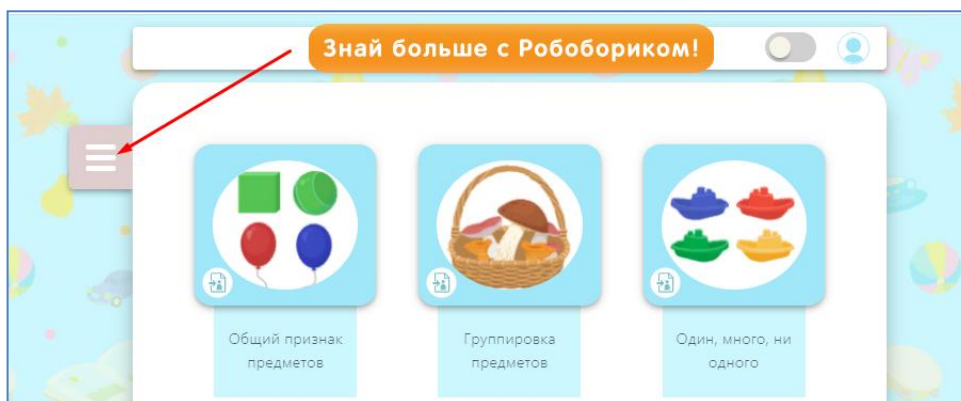 Знай больше с Робобориком!
Общий признак
предметов
Группировка
предметов
Один, много, ни
одного